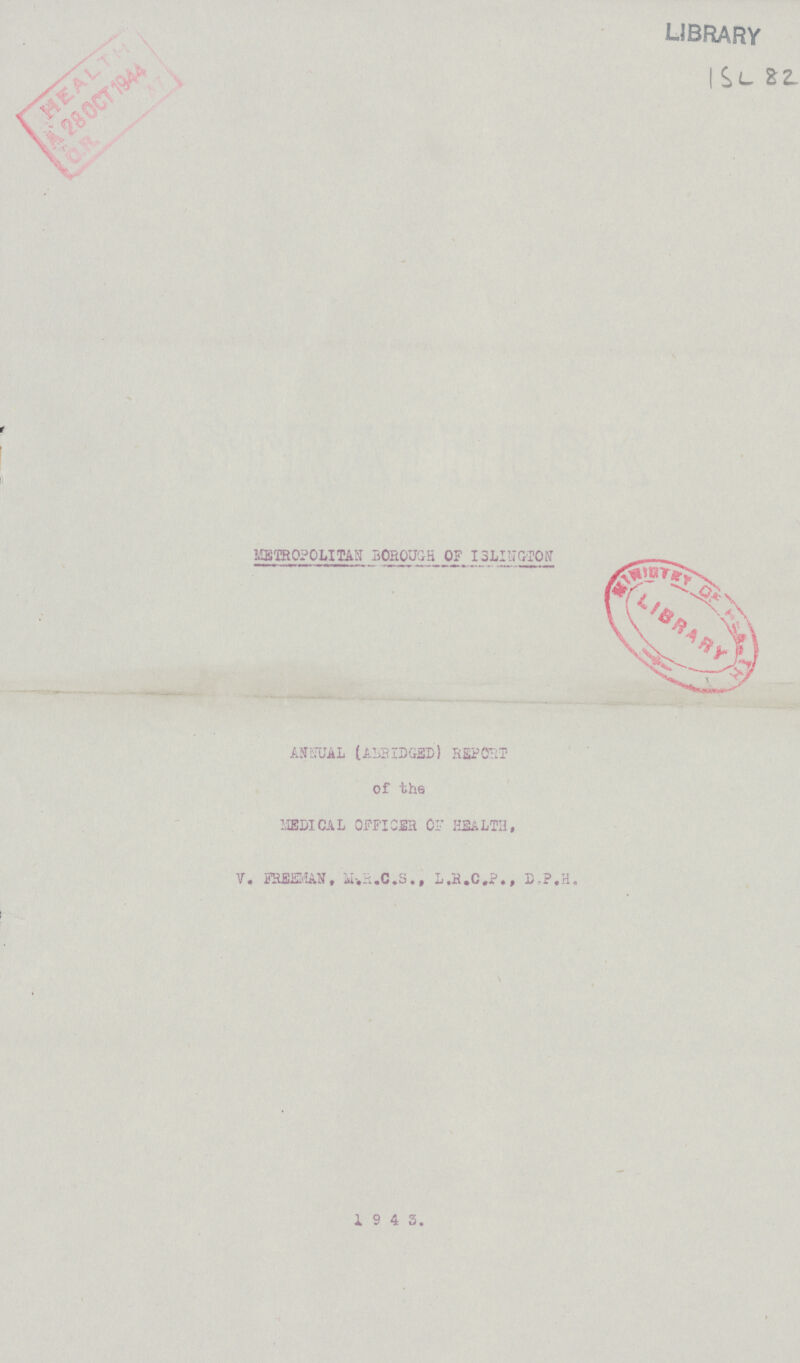 LIBRARY
ISL 82
HEALTH
28 OCT 1944
C.R.
METROPOLITAN BOROUGH OF ISLINGTON
MINISTRY OF HEALTH
LIBRARY
ANNUAL (ABRIDGED) REPORT
of the
MEDICAL OFFICER OF HEALTH,
V. FREEMAN, M.R.C.S., L.R.C.P., D.P.H.
1 9 4 3.